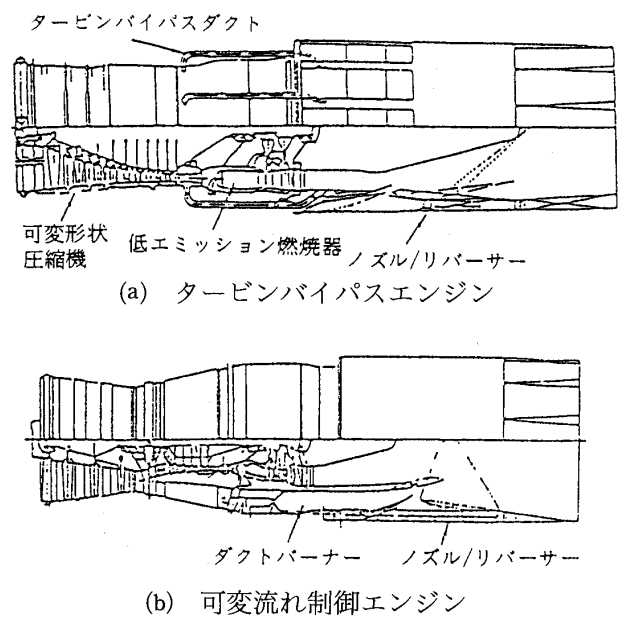 タービンバイパスダクト
可変形状
圧縮機
低エミッション燃焼器
ノズル/リバーサー
(a) タービンバイパスエンジン
ダクトバーナー
ノズル/リバーサー
(b) 可変流れ制御エンジン